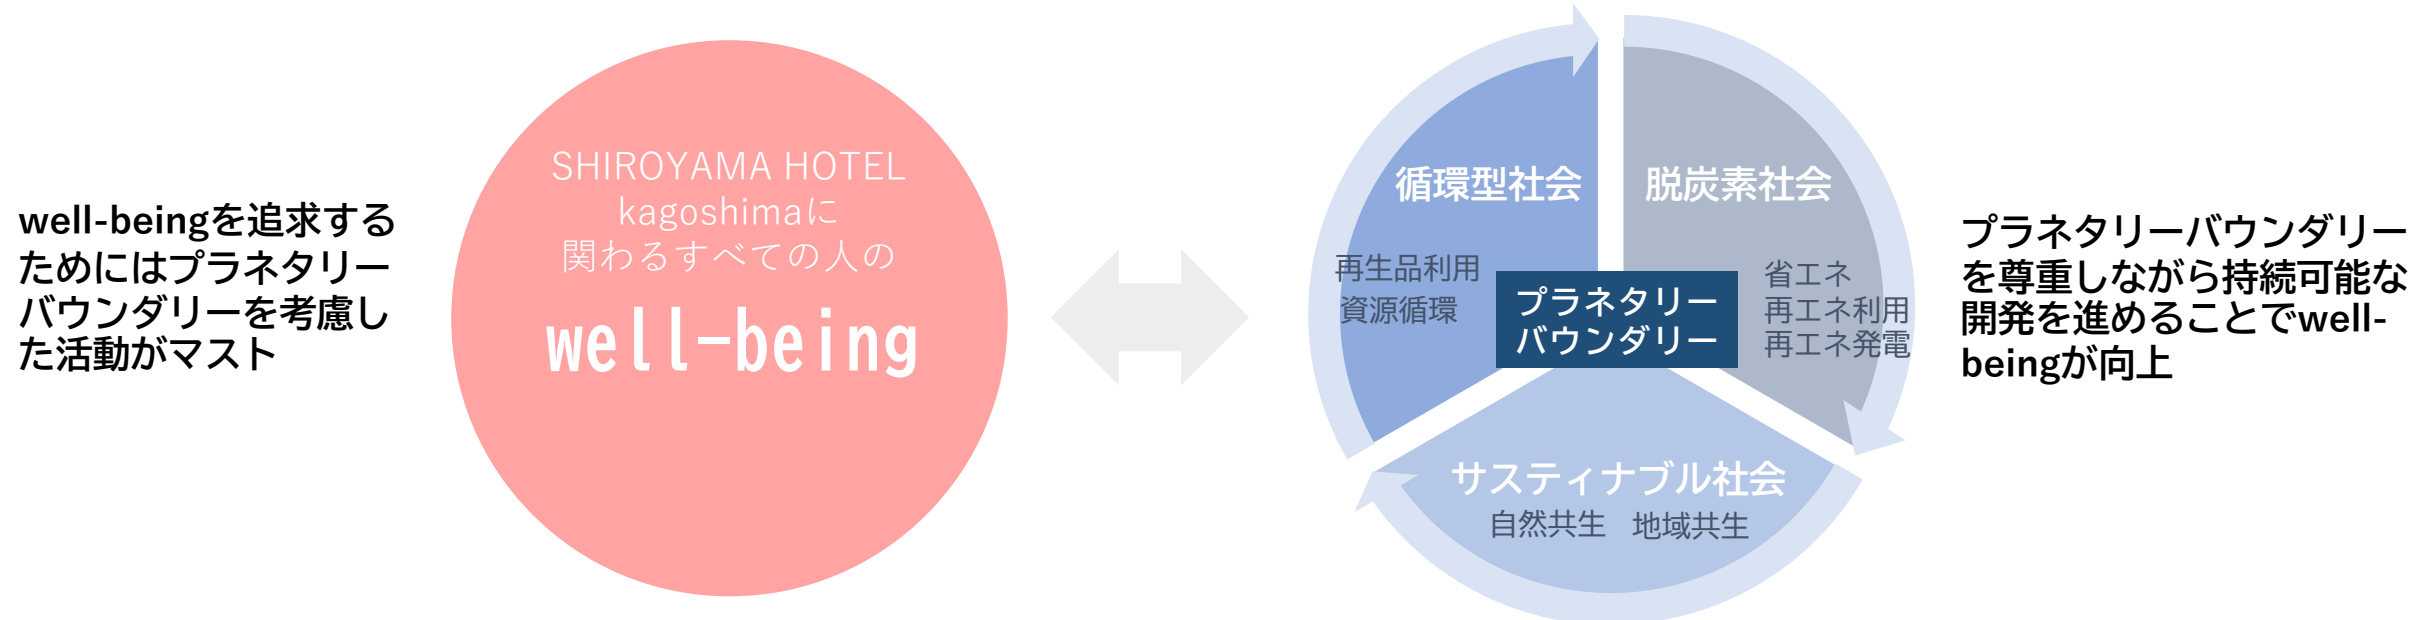 well-beingを追求する
ためにはプラネタリー
バウンダリーを考慮し
た活動がマスト
SHIROYAMA HOTEL
kagoshimaに
関わるすべての人の
well-being
循環型社会
再生品利用
資源循環
脱炭素社会
省エネ
再エネ利用
再エネ発電
プラネタリー
バウンダリー
サスティナブル社会
自然共生 地域共生
プラネタリーバウンダリー
を尊重しながら持続可能な
開発を進めることでwell-
beingが向上